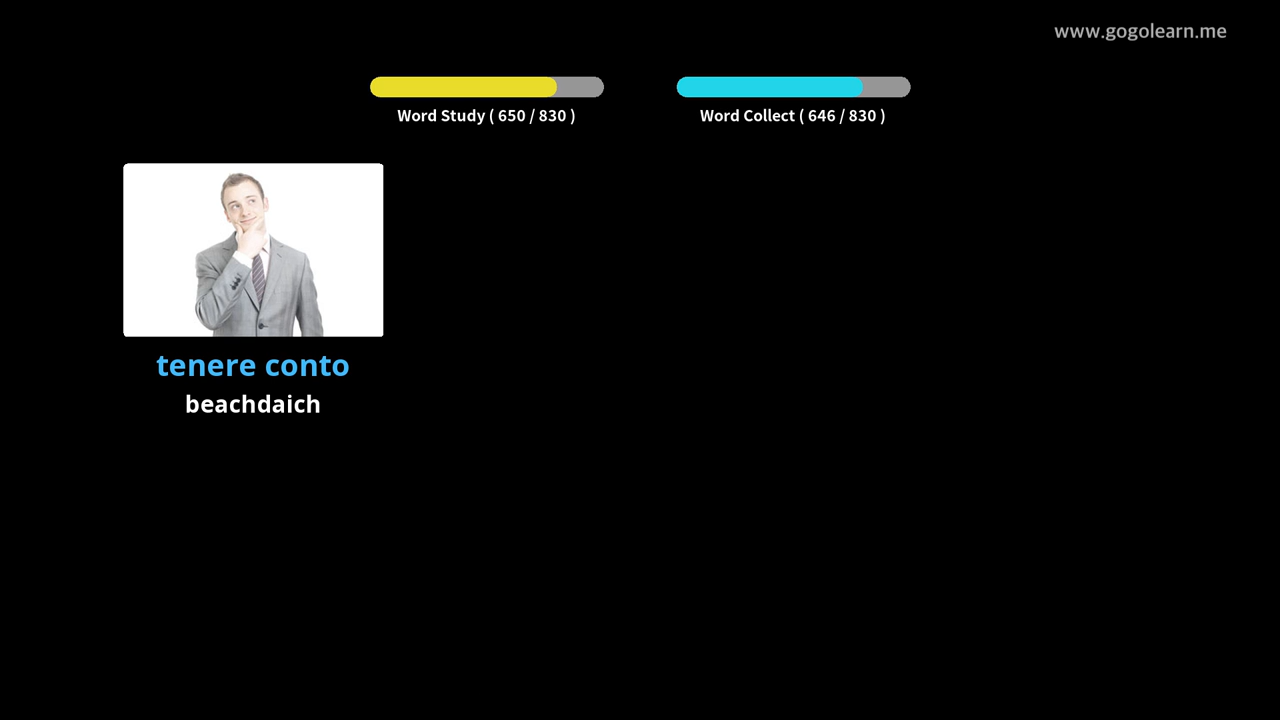 www.gogolearn.me
Word Study ( 650 / 830 )
Word Collect ( 646 / 830 )
tenere conto
beachdaich